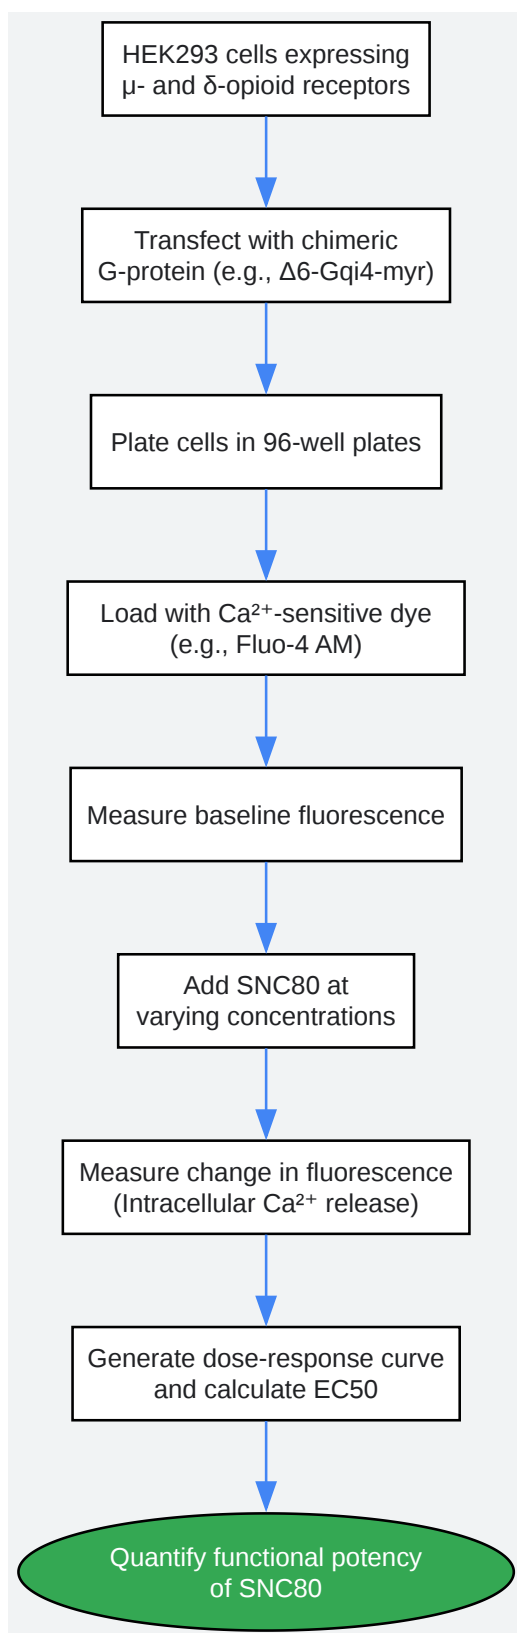 HEK293 cells expressing
μ- and δ-opioid receptors
Transfect with chimeric
G-protein (e.g., Δ6-Gqi4-myr)
Plate cells in 96-well plates
Load with Ca²⁺-sensitive dye
(e.g., Fluo-4 AM)
Measure baseline fluorescence
Add SNC80 at
varying concentrations
Measure change in fluorescence
(Intracellular Ca²⁺ release)
Generate dose-response curve
and calculate EC50
Quantify functional potency
of SNC80